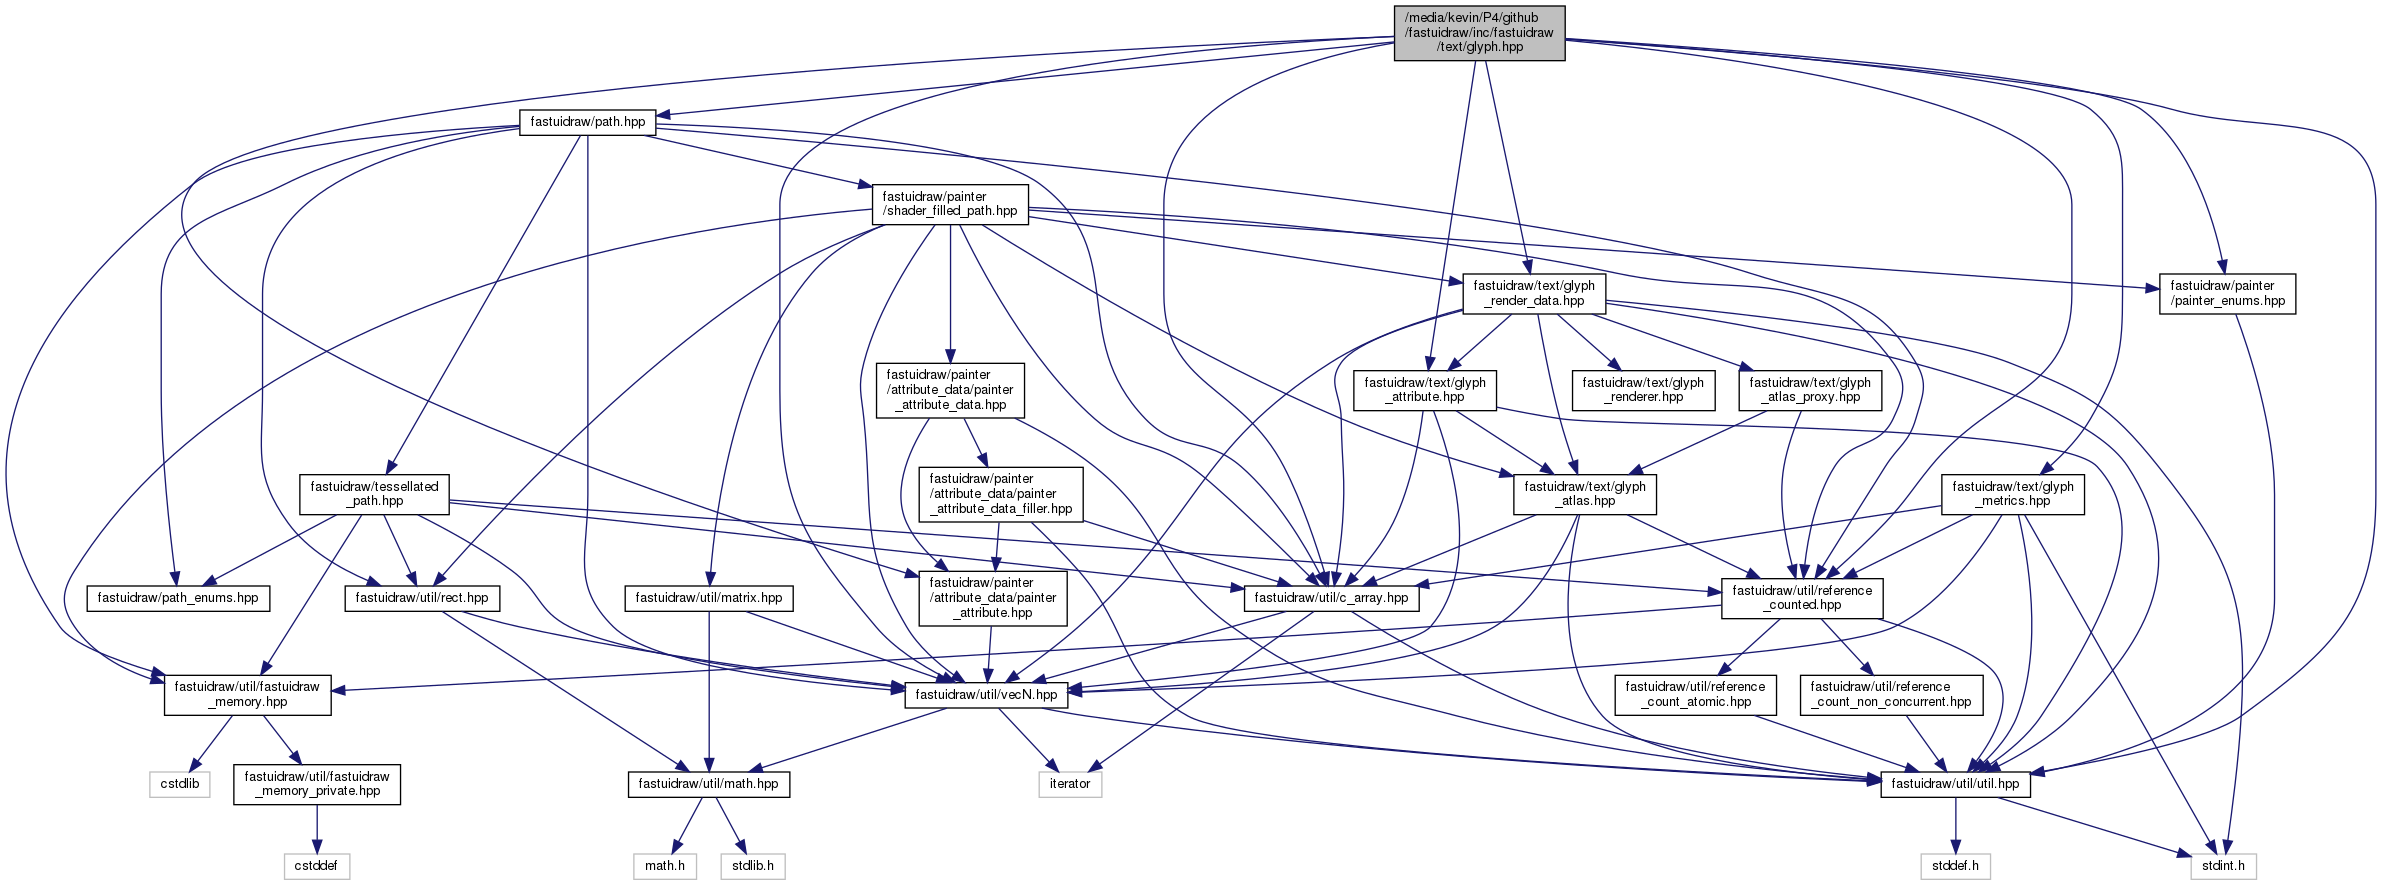 /media/kevin/P4/github
/fastuidraw/inc/fastuidraw
/text/glyph.hpp
fastuidraw/path.hpp
fastuidraw/painter
/shader_filled_path.hpp
fastuidraw/text/glyph
_render_data.hpp
fastuidraw/painter
/painter_enums.hpp
fastuidraw/painter
/attribute_data/painter
_attribute_data.hpp
fastuidraw/text/glyph
_attribute.hpp
fastuidraw/text/glyph
_renderer.hpp
fastuidraw/text/glyph
_atlas_proxy.hpp
fastuidraw/tessellated
_path.hpp
fastuidraw/painter
/attribute_data/painter
_attribute_data_filler.hpp
fastuidraw/text/glyph
_atlas.hpp
fastuidraw/text/glyph
_metrics.hpp
fastuidraw/path_enums.hpp
fastuidraw/util/rect.hpp
fastuidraw/util/matrix.hpp
fastuidraw/painter
/attribute_data/painter
_attribute.hpp
fastuidraw/util/c_array.hpp
fastuidraw/util/reference
_counted.hpp
fastuidraw/util/fastuidraw
_memory.hpp
fastuidraw/util/vecN.hpp
fastuidraw/util/reference
_count_atomic.hpp
fastuidraw/util/reference
_count_non_concurrent.hpp
cstdlib
fastuidraw/util/fastuidraw
_memory_private.hpp
fastuidraw/util/math.hpp
iterator
fastuidraw/util/util.hpp
cstddef
math.h
stdlib.h
stddef.h
stdint.h